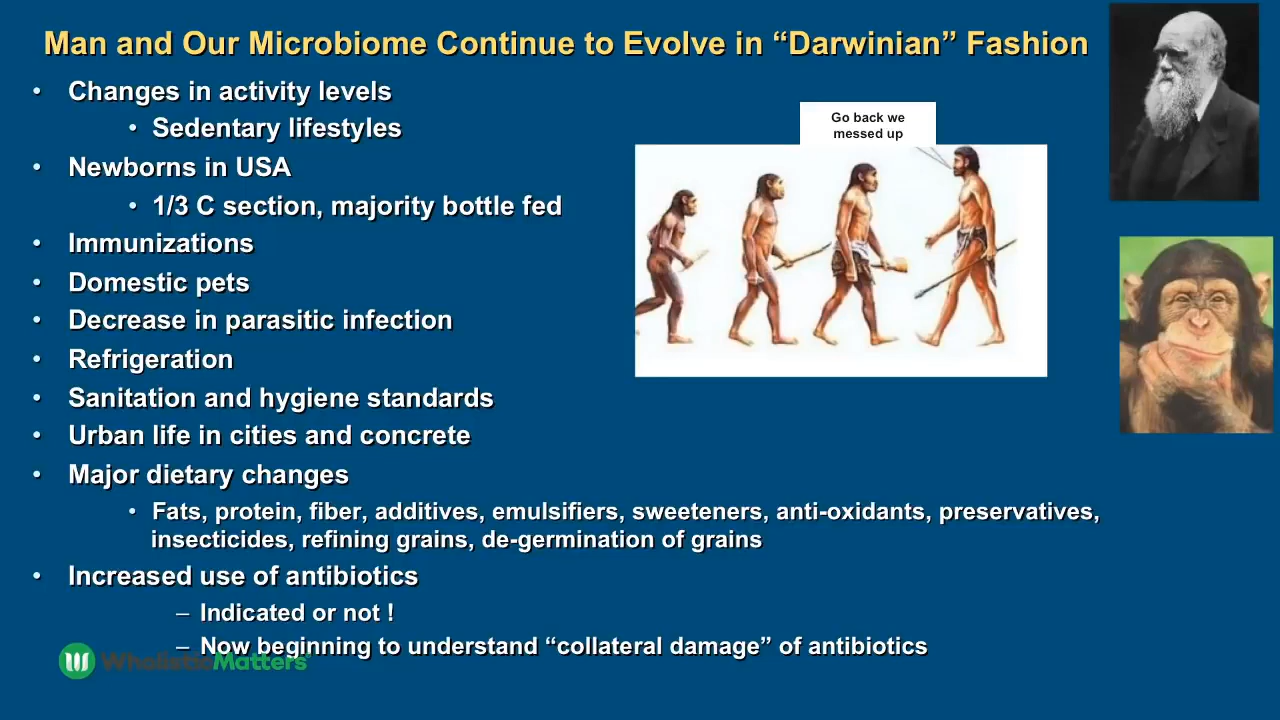 Man and Our Microbiome Continue to Evolve in “Darwinian” Fashion
• Changes in activity levels
• Sedentary lifestyles
• Newborns in USA
• 1/3 C section, majority bottle fed
• Immunizations
• Domestic pets
• Decrease in parasitic infection
• Refrigeration
• Sanitation and hygiene standards
• Urban life in cities and concrete
• Major dietary changes
• Fats, protein, fiber, additives, emulsifiers, sweeteners, anti-oxidants, preservatives,
insecticides, refining grains, de-germination of grains
• Increased use of antibiotics
– Indicated or not !
– Now beginning to understand “collateral damage” of antibiotics
Go back we
messed up
WholisticMatters